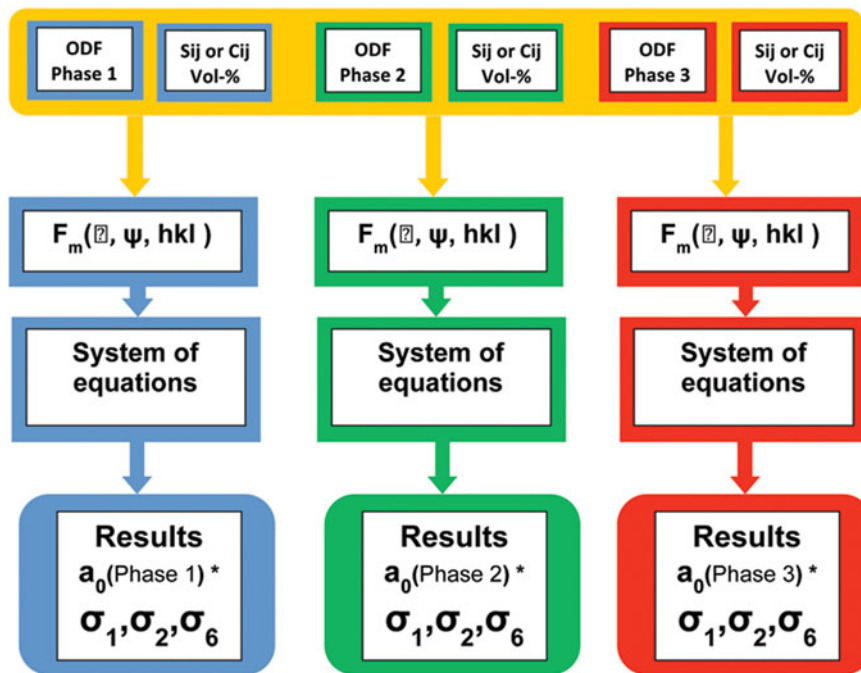 ODF
Phase 1
Sij or Cij
Vol-%
ODF
Phase 2
Sij or Cij
Vol-%
ODF
Phase 3
Sij or Cij
Vol-%
Fm(⍰, ψ, hkl )
Fm(⍰, ψ, hkl )
Fm(⍰, ψ, hkl )
System of
equations
System of
equations
System of
equations
Results
a0(Phase 1) *
σ1,σ2,σ6
Results
a0(Phase 2) *
σ1,σ2,σ6
Results
a0(Phase 3) *
σ1,σ2,σ6